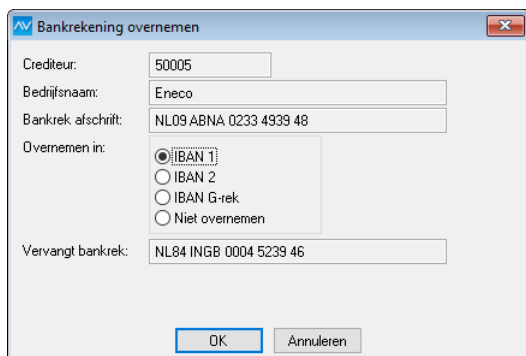 Bankrekening overnemen
Crediteur: 50005
Bedrijfsnaam: Eneco
Bankrek afschrift: NL09 ABNA 0233 4939 48
Overnemen in: IBAN 1
IBAN 2
IBAN G-rek
Niet overnemen
Vervangt bankrek: NL84 INGB 0004 5239 46
OK Annuleren